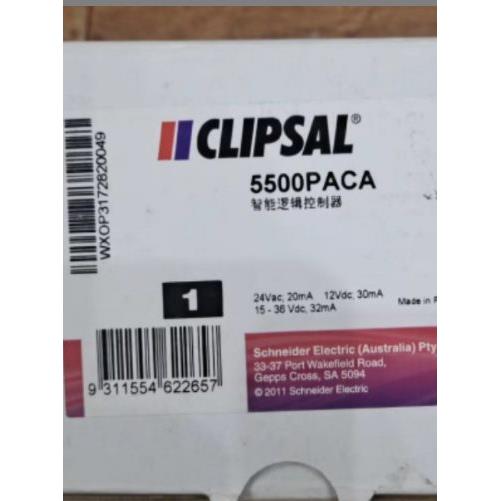 CLIPSAL®
5500PACA
智能逻辑控制器
WXOP3172820049
1
24Vac, 20mA 12Vdc, 30mA
15 - 36 Vdc, 32mA
Made in
9 311554 622657
Schneider Electric (Australia) Pty
33-37 Port Wakefield Road,
Gepps Cross, SA 5094
© 2011 Schneider Electric